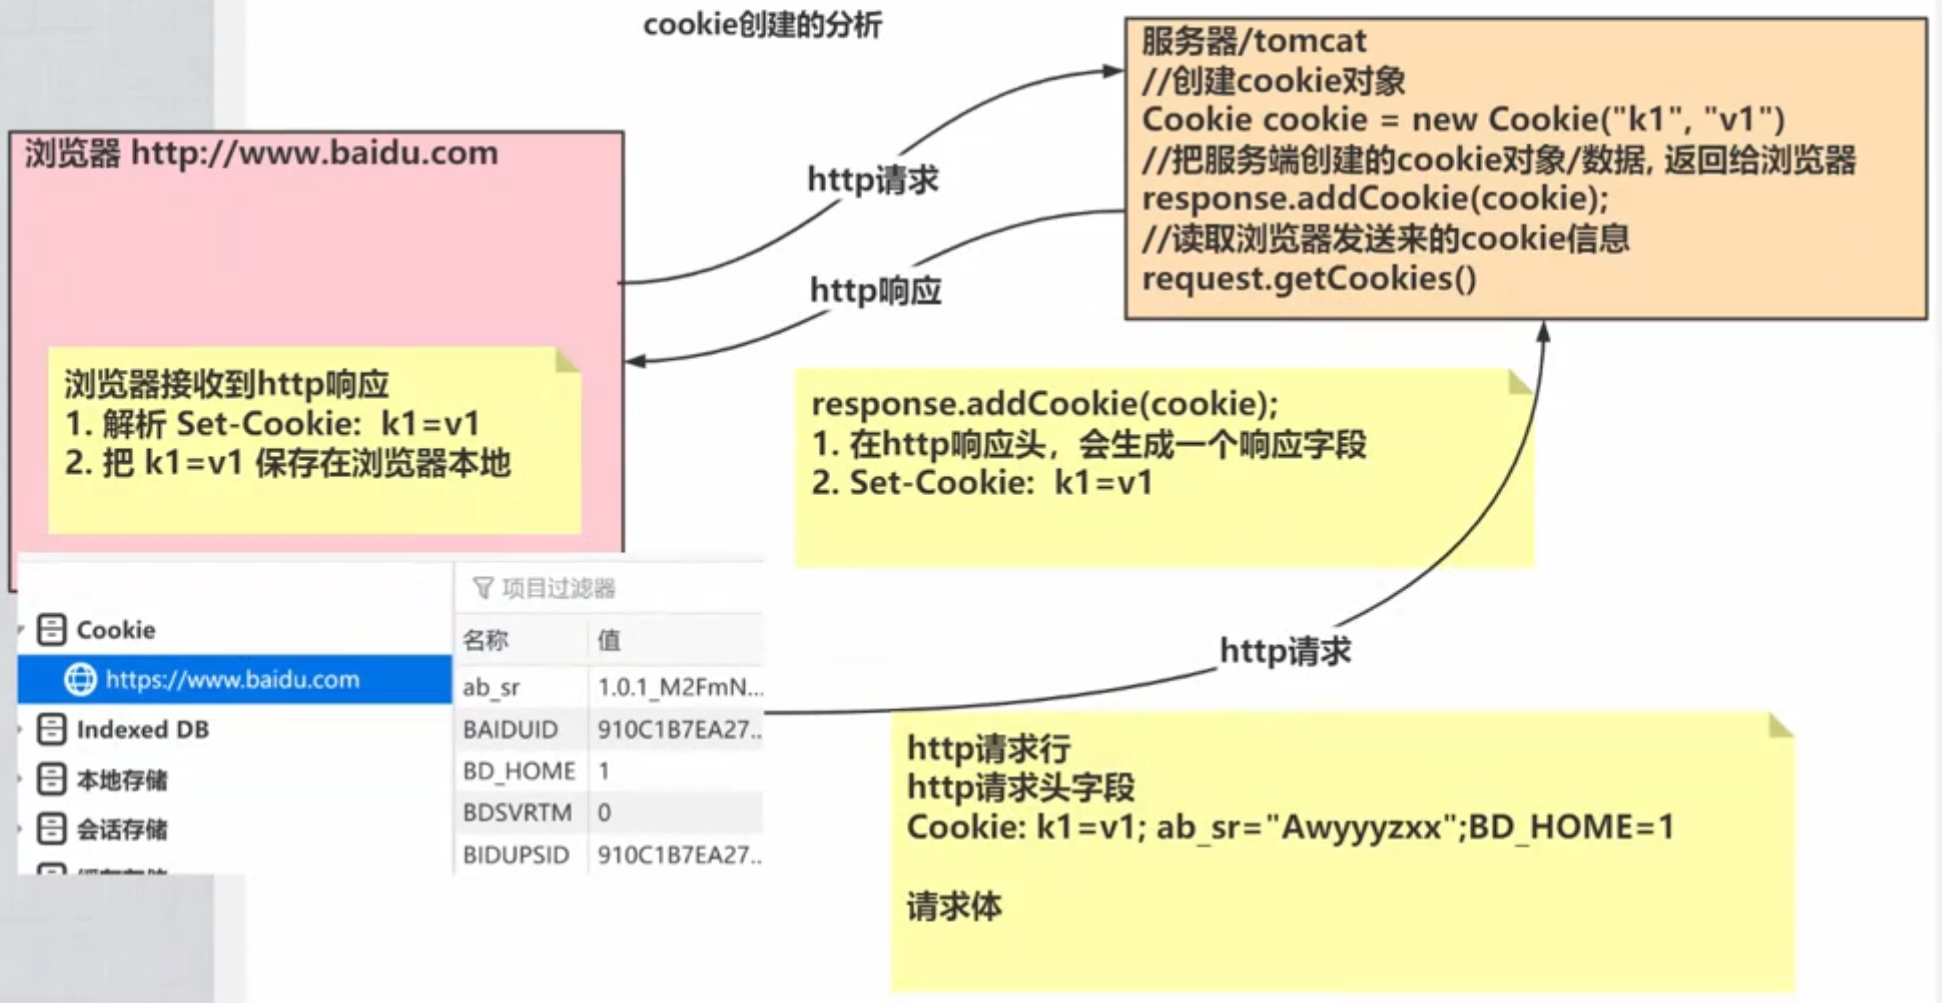 cookie创建的分析
服务器/tomcat
//创建cookie对象
Cookie cookie = new Cookie("k1", "v1")
//把服务端创建的cookie对象/数据, 返回给浏览器
response.addCookie(cookie);
//读取浏览器发送来的cookie信息
request.getCookies()
浏览器 http://www.baidu.com
http请求
http响应
浏览器接收到http响应
1. 解析 Set-Cookie:  k1=v1
2. 把 k1=v1 保存在浏览器本地
response.addCookie(cookie);
1. 在http响应头，会生成一个响应字段
2. Set-Cookie:  k1=v1
项目过滤器
Cookie
https://www.baidu.com
Indexed DB
本地存储
会话存储
名称 值
ab_sr 1.0.1_M2FmN...
BAIDUID 910C1B7EA27...
BD_HOME 1
BDSVRTM 0
BIDUPSID 910C1B7EA27...
http请求
http请求行
http请求头字段
Cookie: k1=v1; ab_sr="Awyyyzxx";BD_HOME=1
请求体